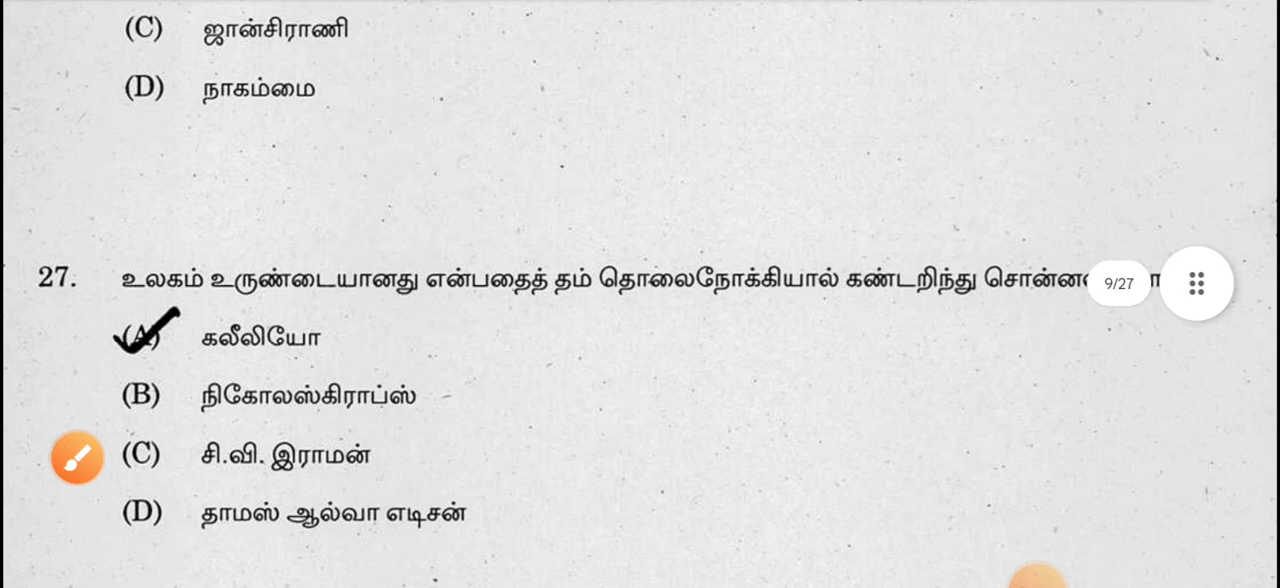 (C) ஜான்சிராணி
(D) நாகம்மை
27. உலகம் உருண்டையானது என்பதைத் தம் தொலைநோக்கியால் கண்டறிந்து
9/27
(A) கலீலியோ
(B) நிகோலஸ்கிராப்ஸ்
(C) சி.வி. இராமன்
(D) தாமஸ் ஆல்வா எடிசன்